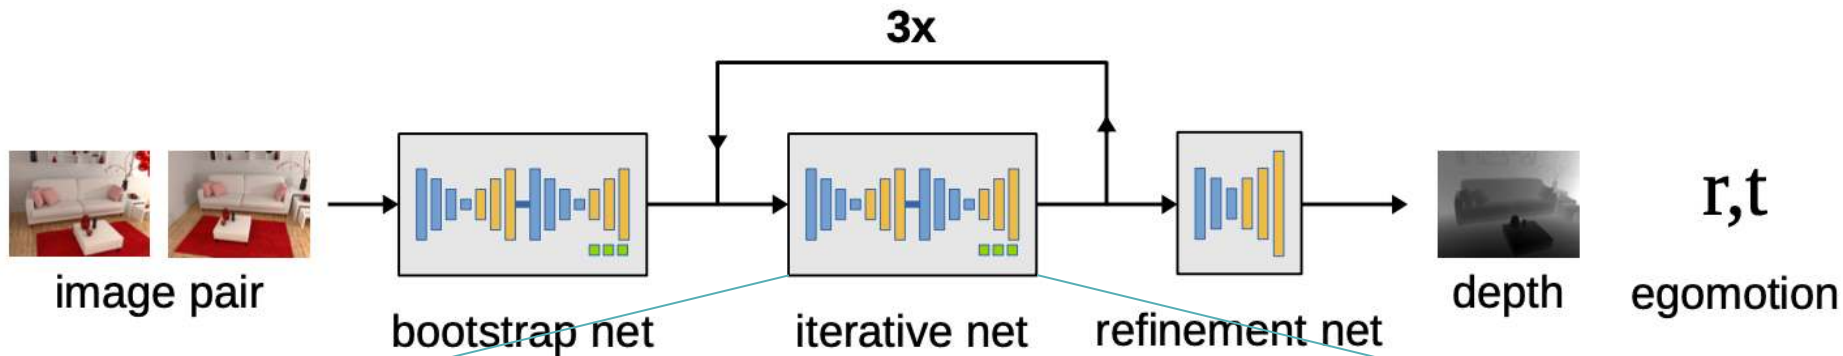 3x
r,t
image pair
depth
egomotion
bootstrap net
iterative net
refinement net